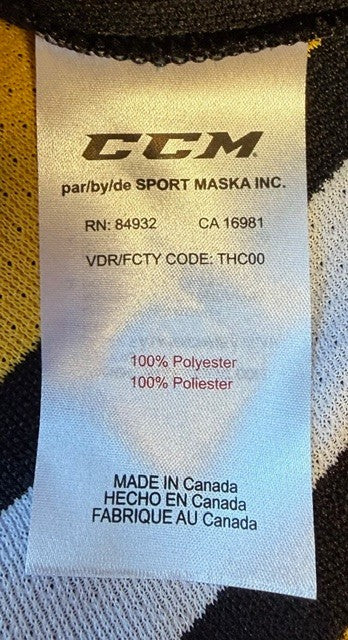 CCM
par/by/de SPORT MASKA INC.
RN: 84932 CA 16981
VDR/FCTY CODE: THC00
100% Polyester
100% Poliester
MADE IN Canada
HECHO EN Canada
FABRIQUE AU Canada